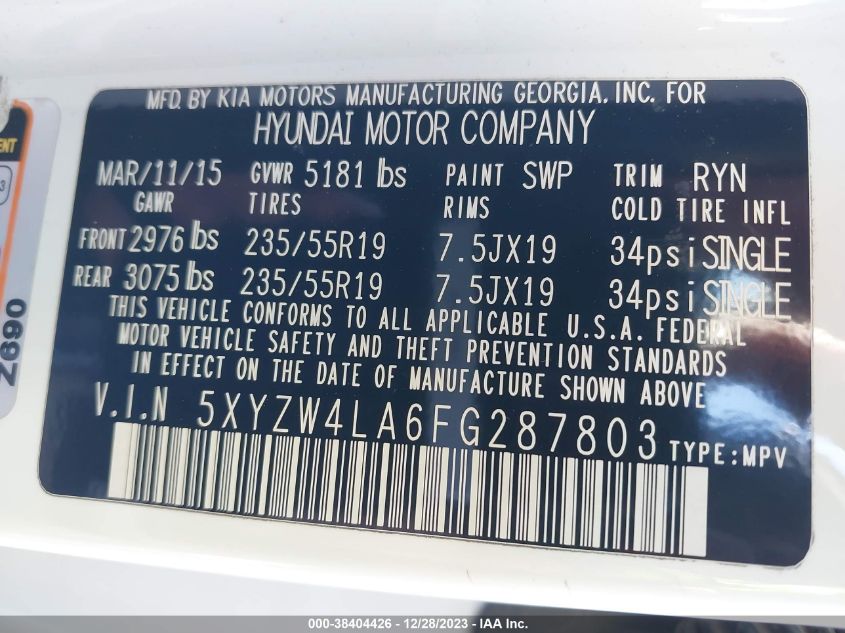 MFD. BY KIA MOTORS MANUFACTURING GEORGIA. INC. FOR
HYUNDAI MOTOR COMPANY
MAR/11/15 GVWR 5181 lbs PAINT SWP TRIM RYN
GAWR TIRES RIMS COLD TIRE INFL
FRONT 2976 lbs 235/55R19 7.5JX19 34psi SINGLE
REAR 3075 lbs 235/55R19 7.5JX19 34psi SINGLE
THIS VEHICLE CONFORMS TO ALL APPLICABLE U.S.A. FEDERAL
MOTOR VEHICLE SAFETY AND THEFT PREVENTION STANDARDS
IN EFFECT ON THE DATE OF MANUFACTURE SHOWN ABOVE
V.I.N 5XYZW4LA6FG287803 TYPE:MPV
Z690
000-38404426 - 12/28/2023 - IAA Inc.